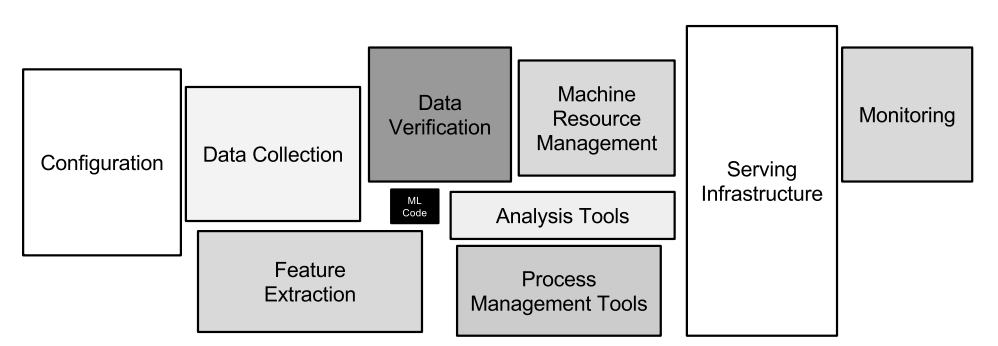 Configuration
Data Collection
Data
Verification
Machine
Resource
Management
Serving
Infrastructure
Monitoring
ML
Code
Analysis Tools
Feature
Extraction
Process
Management Tools